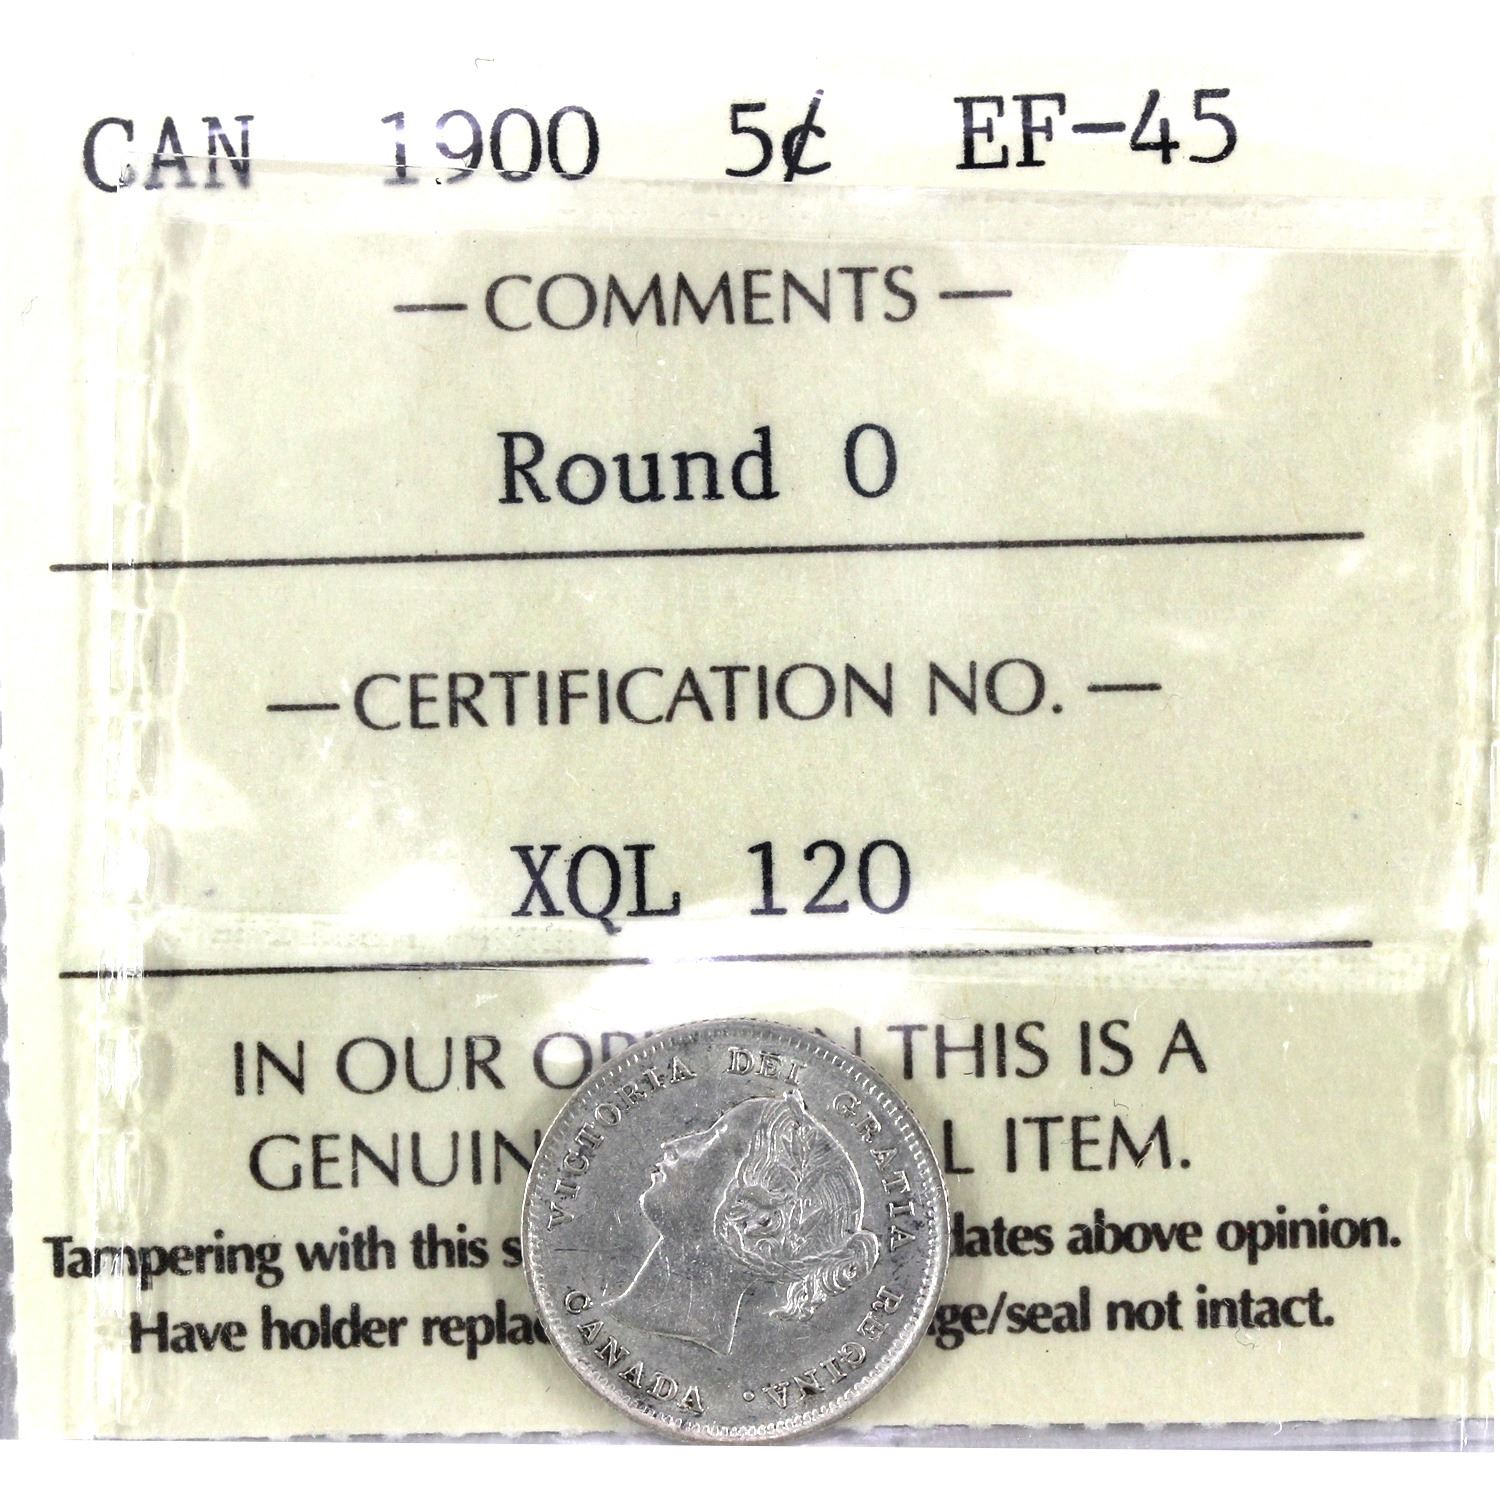 CAN 1900 5¢ EF-45
— COMMENTS —
Round 0
— CERTIFICATION NO. —
XQL 120
IN OUR OP N THIS IS A
GENUIN L ITEM.
Tampering with this s dates above opinion.
Have holder replac ge/seal not intact.
VICTORIA DEI GRATIA REGINA.
CANADA